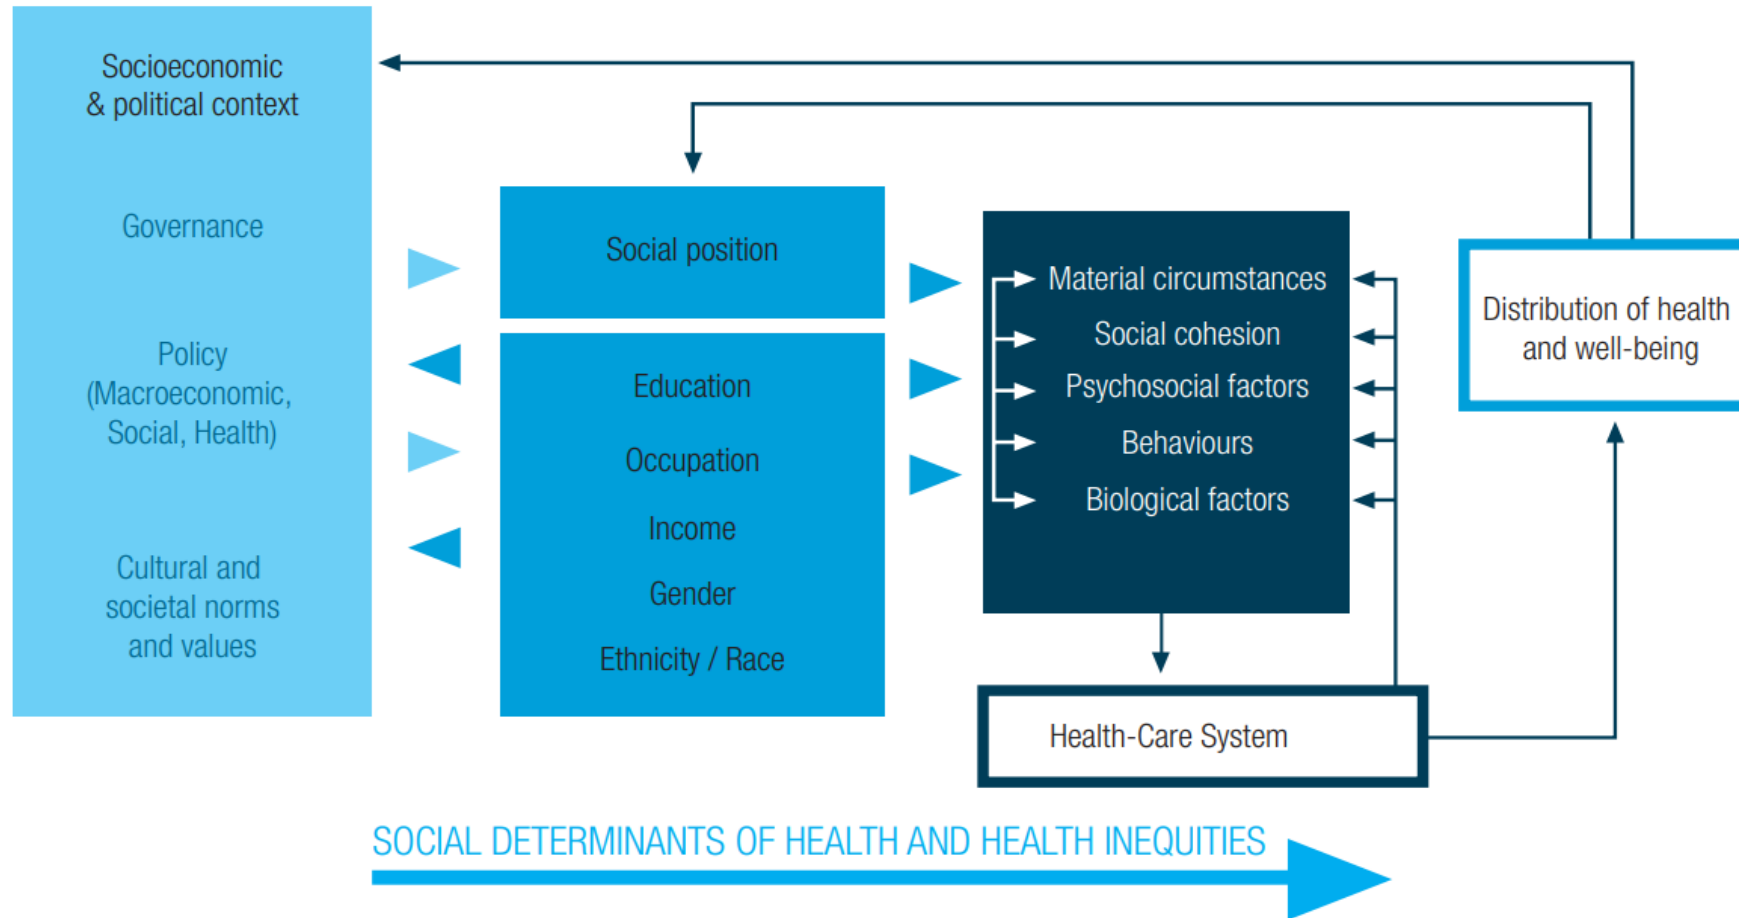 Socioeconomic
& political context
Governance
Policy
(Macroeconomic,
Social, Health)
Cultural and
societal norms
and values
Social position
Education
Occupation
Income
Gender
Ethnicity / Race
Material circumstances
Social cohesion
Psychosocial factors
Behaviours
Biological factors
Health-Care System
Distribution of health
and well-being
SOCIAL DETERMINANTS OF HEALTH AND HEALTH INEQUITIES